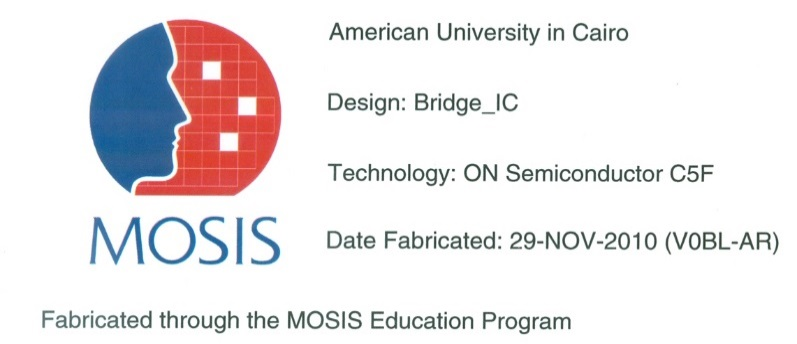 American University in Cairo
Design: Bridge_IC
Technology: ON Semiconductor C5F
MOSIS
Date Fabricated: 29-NOV-2010 (V0BL-AR)
Fabricated through the MOSIS Education Program